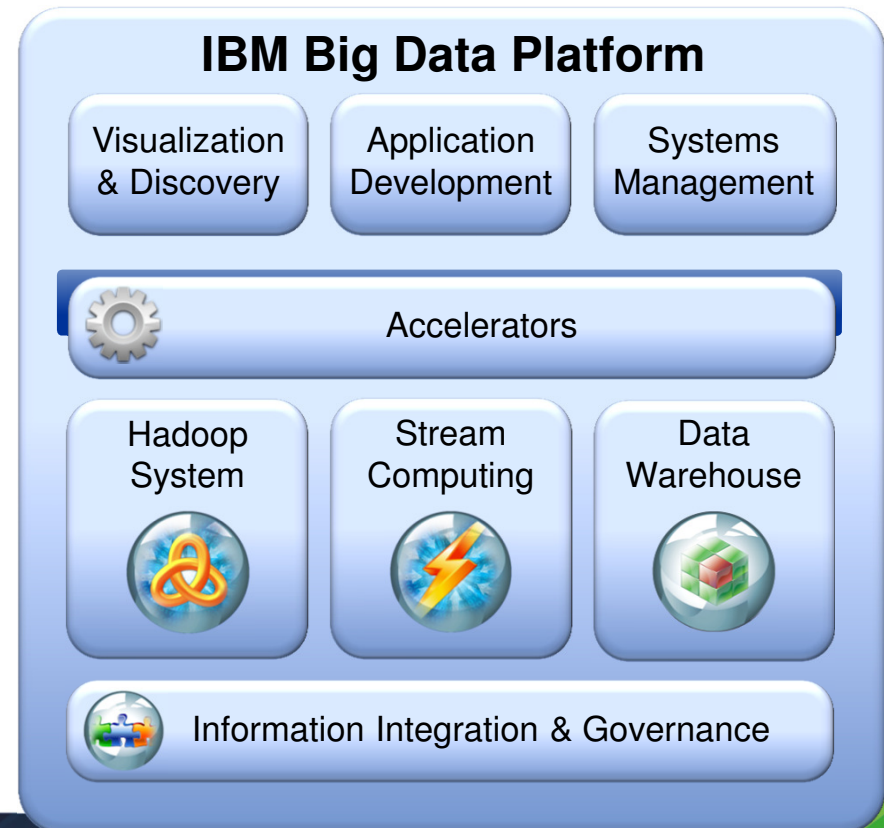 IBM Big Data Platform
Visualization
& Discovery
Application
Development
Systems
Management
Accelerators
Hadoop
System
Stream
Computing
Data
Warehouse
Information Integration & Governance